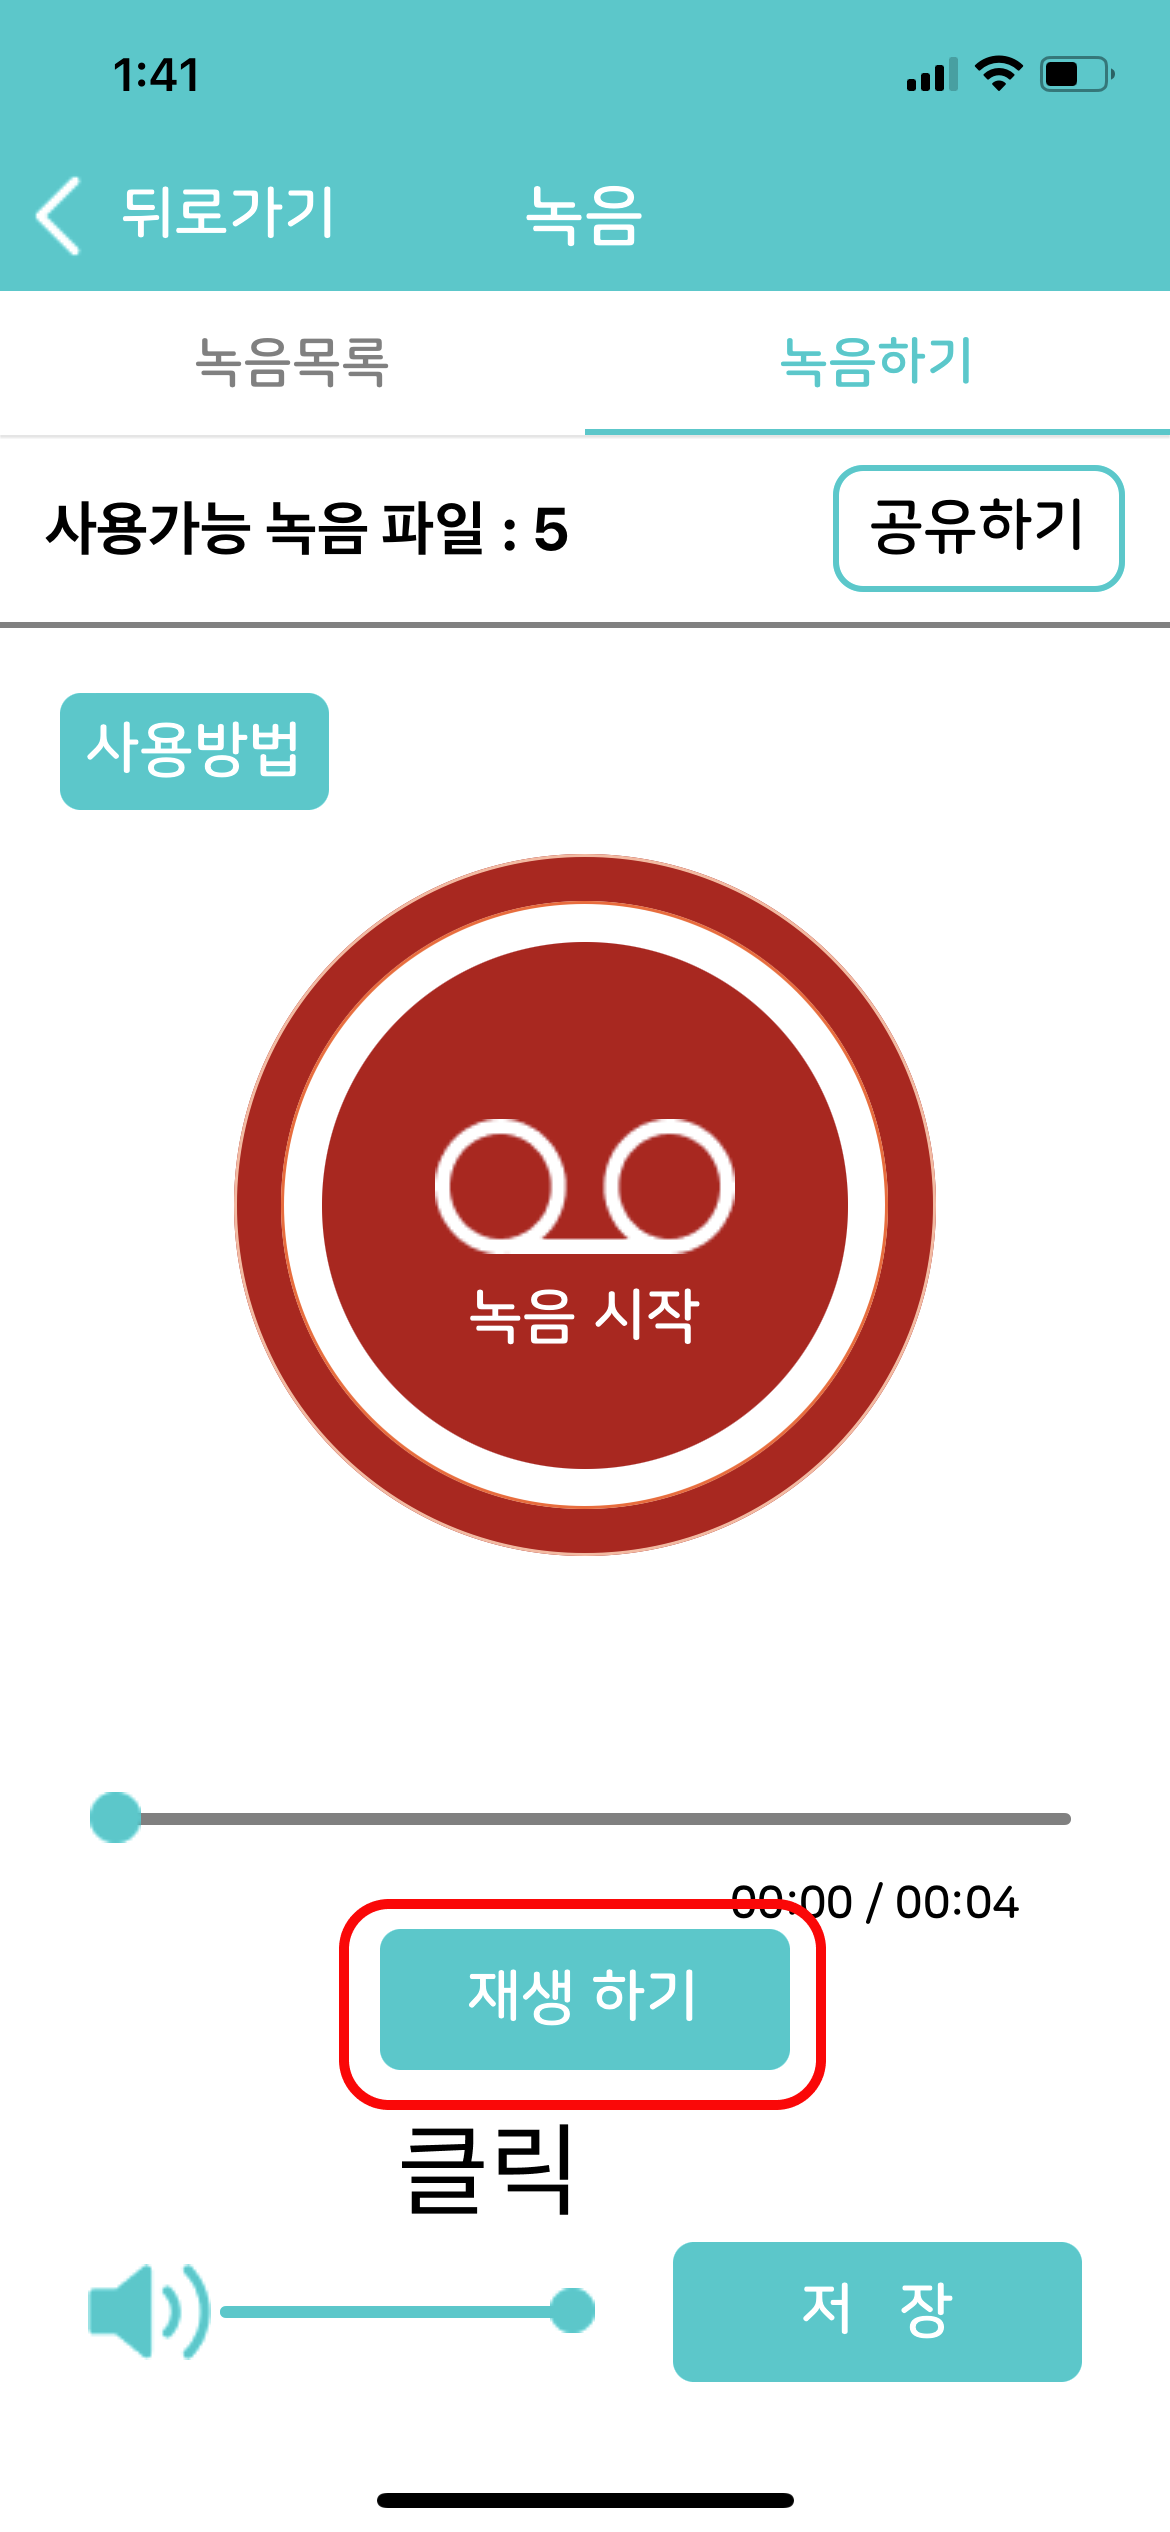 1:41
뒤로가기 녹음
녹음목록 녹음하기
사용가능 녹음 파일 : 5 공유하기
사용방법
녹음 시작
00:00 / 00:04
재생 하기
클릭
저 장